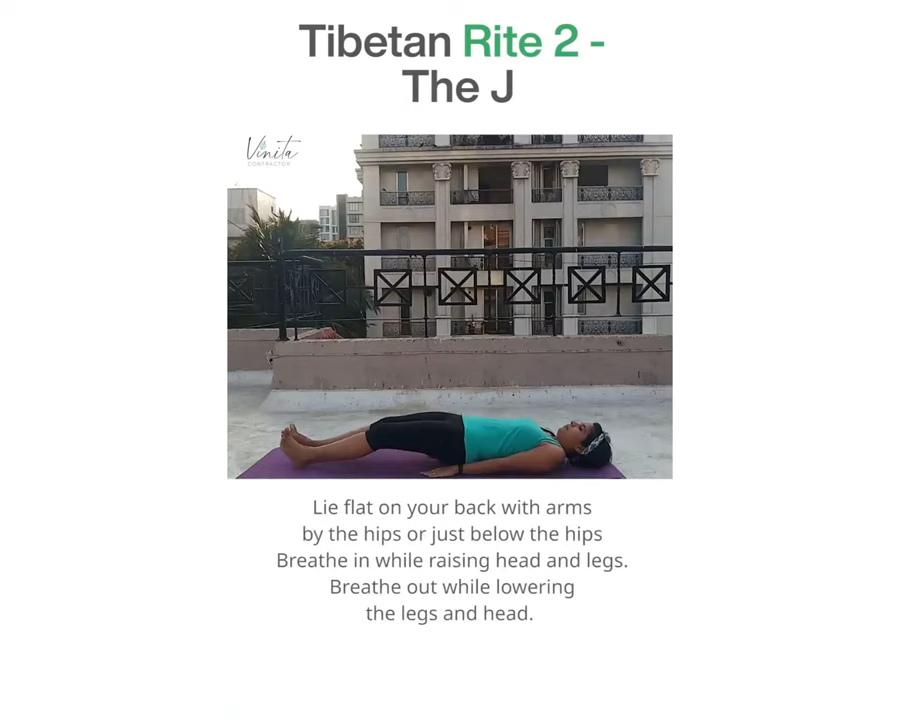 Tibetan Rite 2 -
The J
Vinita
CONTRACTOR
Lie flat on your back with arms
by the hips or just below the hips
Breathe in while raising head and legs.
Breathe out while lowering
the legs and head.